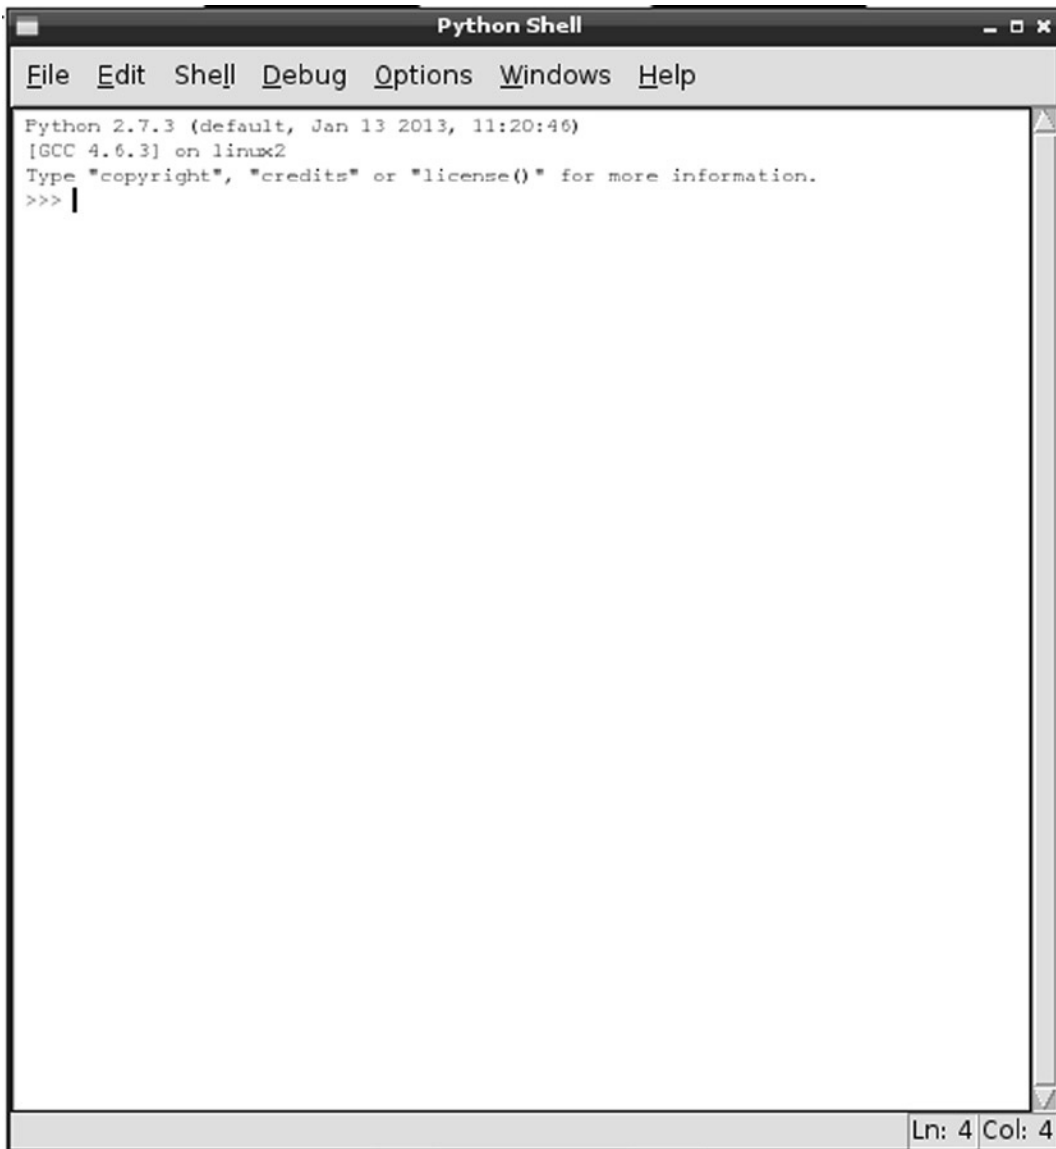 Python Shell
File Edit Shell Debug Options Windows Help
Python 2.7.3 (default, Jan 13 2013, 11:20:46)
[GCC 4.6.3] on linux2
Type "copyright", "credits" or "license()" for more information.
>>>
Ln: 4 Col: 4